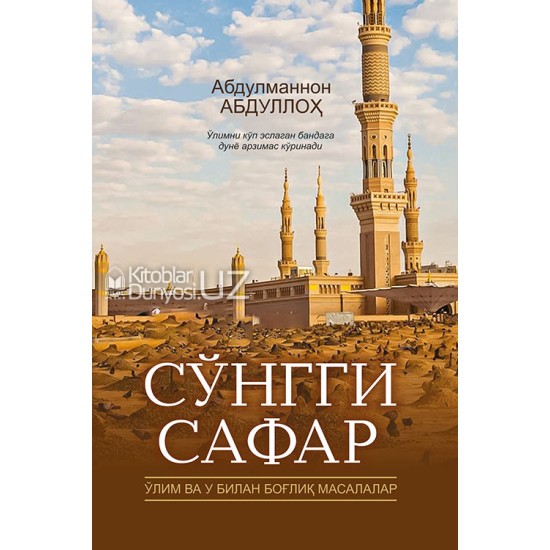 Абдулманнон
АБДУЛЛОҲ
Ўлимни кўп эслаган бандага
дунё арзимас кўринади
Kitoblar
Dunyosi.UZ
СЎНГГИ
САФАР
ЎЛИМ ВА У БИЛАН БОҒЛИҚ МАСАЛАЛАР